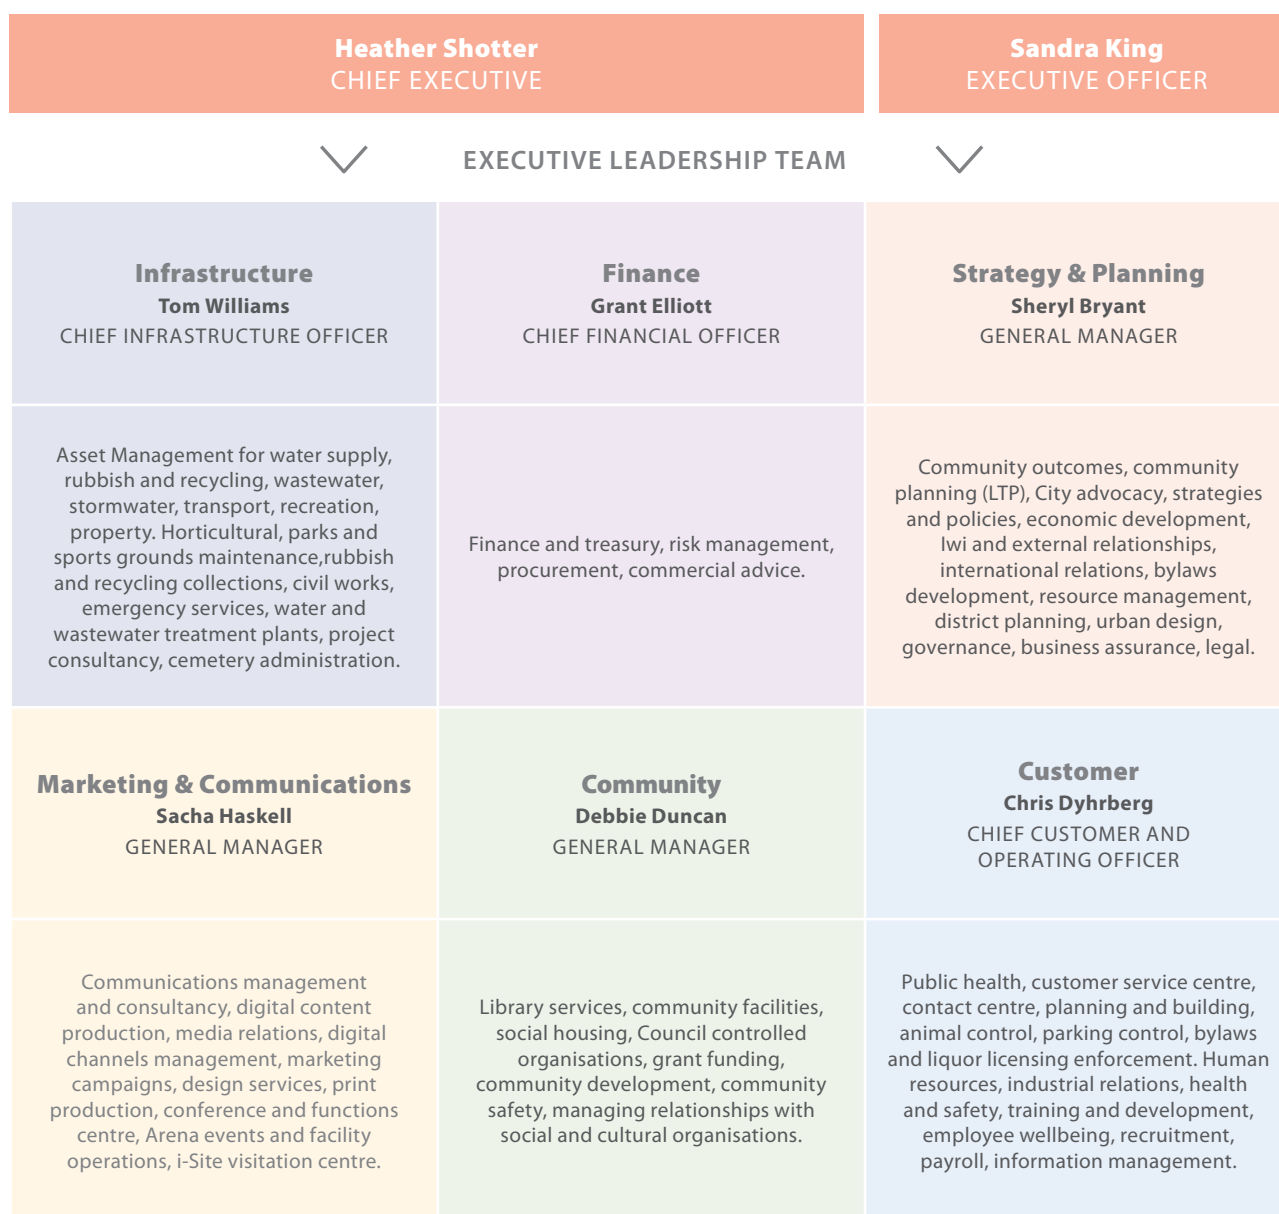 Heather Shotter
CHIEF EXECUTIVE
Sandra King
EXECUTIVE OFFICER
EXECUTIVE LEADERSHIP TEAM
Infrastructure
Tom Williams
CHIEF INFRASTRUCTURE OFFICER
Finance
Grant Elliott
CHIEF FINANCIAL OFFICER
Strategy & Planning
Sheryl Bryant
GENERAL MANAGER
Asset Management for water supply,
rubbish and recycling, wastewater,
stormwater, transport, recreation,
property. Horticultural, parks and
sports grounds maintenance,rubbish
and recycling collections, civil works,
emergency services, water and
wastewater treatment plants, project
consultancy, cemetery administration.
Finance and treasury, risk management,
procurement, commercial advice.
Community outcomes, community
planning (LTP), City advocacy, strategies
and policies, economic development,
Iwi and external relationships,
international relations, bylaws
development, resource management,
district planning, urban design,
governance, business assurance, legal.
Marketing & Communications
Sacha Haskell
GENERAL MANAGER
Community
Debbie Duncan
GENERAL MANAGER
Customer
Chris Dyhrberg
CHIEF CUSTOMER AND
OPERATING OFFICER
Communications management
and consultancy, digital content
production, media relations, digital
channels management, marketing
campaigns, design services, print
production, conference and functions
centre, Arena events and facility
operations, i-Site visitation centre.
Library services, community facilities,
social housing, Council controlled
organisations, grant funding,
community development, community
safety, managing relationships with
social and cultural organisations.
Public health, customer service centre,
contact centre, planning and building,
animal control, parking control, bylaws
and liquor licensing enforcement. Human
resources, industrial relations, health
and safety, training and development,
employee wellbeing, recruitment,
payroll, information management.